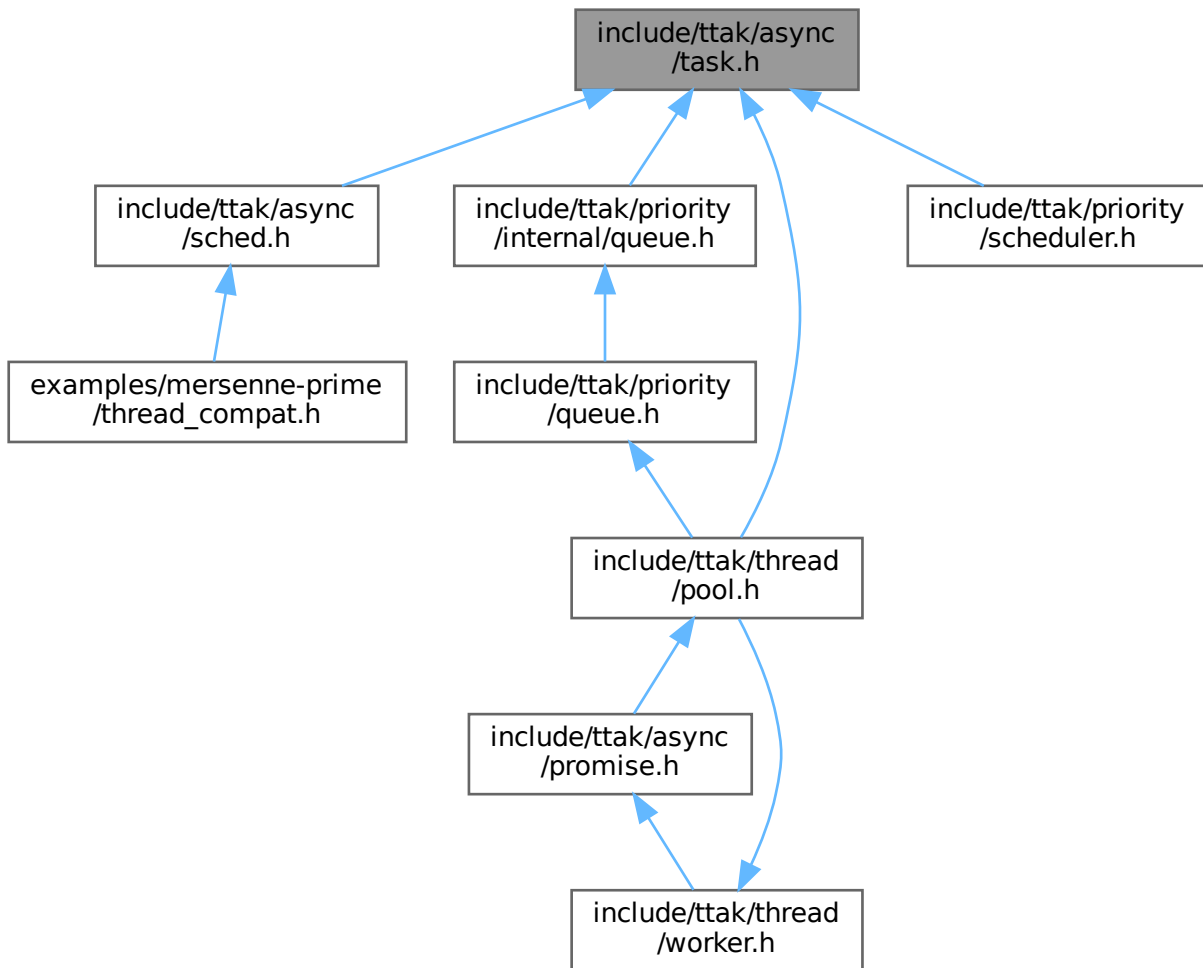 include/ttak/async
/task.h
include/ttak/async
/sched.h
include/ttak/priority
/internal/queue.h
include/ttak/priority
/scheduler.h
examples/mersenne-prime
/thread_compat.h
include/ttak/priority
/queue.h
include/ttak/thread
/pool.h
include/ttak/async
/promise.h
include/ttak/thread
/worker.h